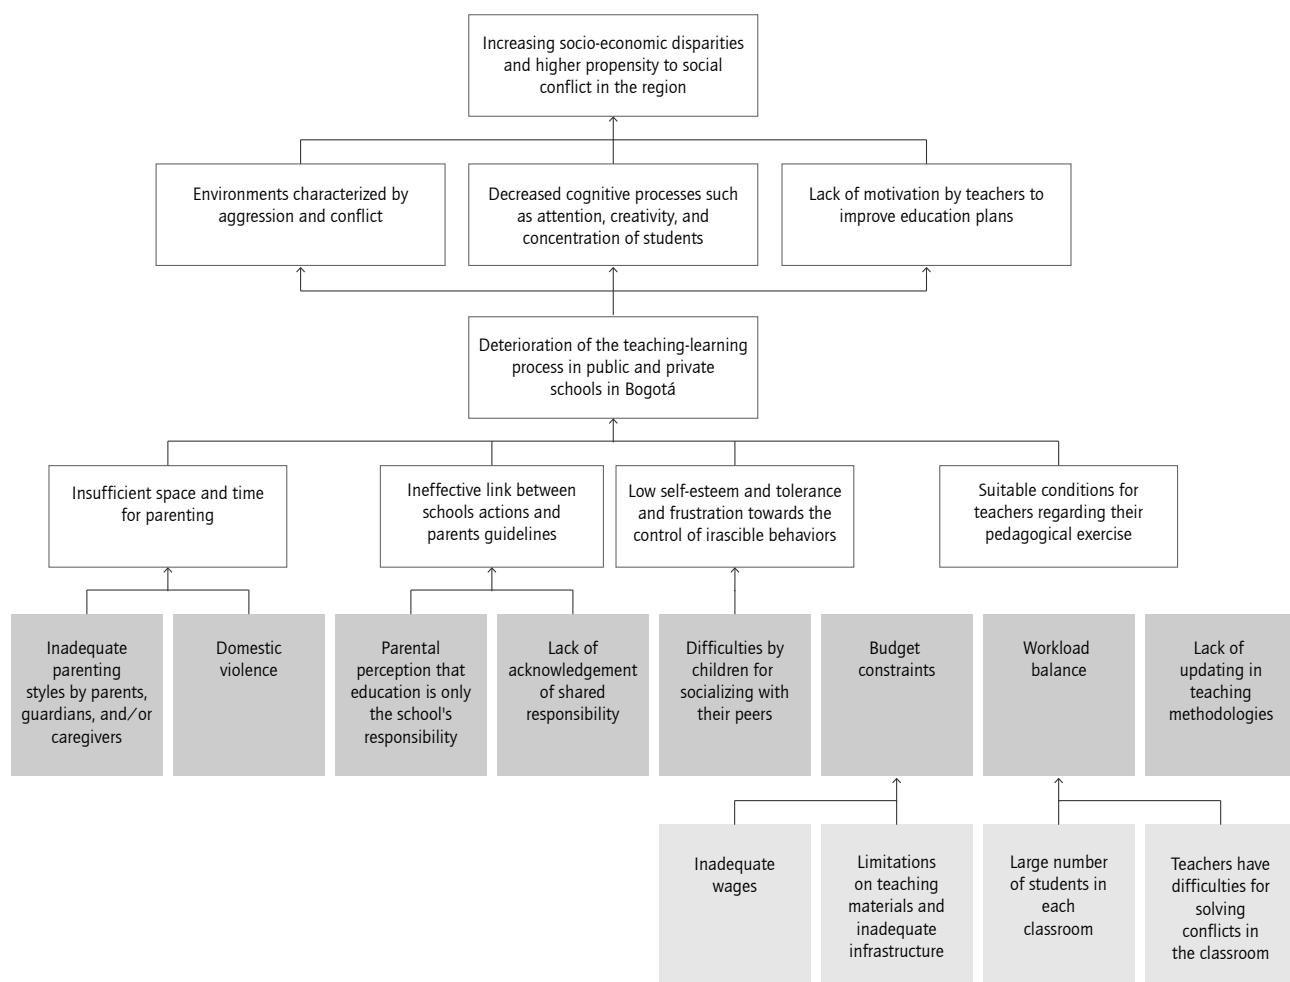 Increasing socio-economic disparities
and higher propensity to social
conflict in the region
Environments characterized by
aggression and conflict
Decreased cognitive processes such
as attention, creativity, and
concentration of students
Lack of motivation by teachers to
improve education plans
Deterioration of the teaching-learning
process in public and private
schools in Bogotá
Insufficient space and time
for parenting
Ineffective link between
schools actions and
parents guidelines
Low self-esteem and tolerance
and frustration towards the
control of irascible behaviors
Suitable conditions for
teachers regarding their
pedagogical exercise
Inadequate
parenting
styles by parents,
guardians, and/or
caregivers
Domestic
violence
Parental
perception that
education is only
the school's
responsibility
Lack of
acknowledgement
of shared
responsibility
Difficulties by
children for
socializing with
their peers
Budget
constraints
Workload
balance
Lack of
updating in
teaching
methodologies
Inadequate
wages
Limitations
on teaching
materials and
inadequate
infrastructure
Large number
of students in
each
classroom
Teachers have
difficulties for
solving
conflicts in
the classroom